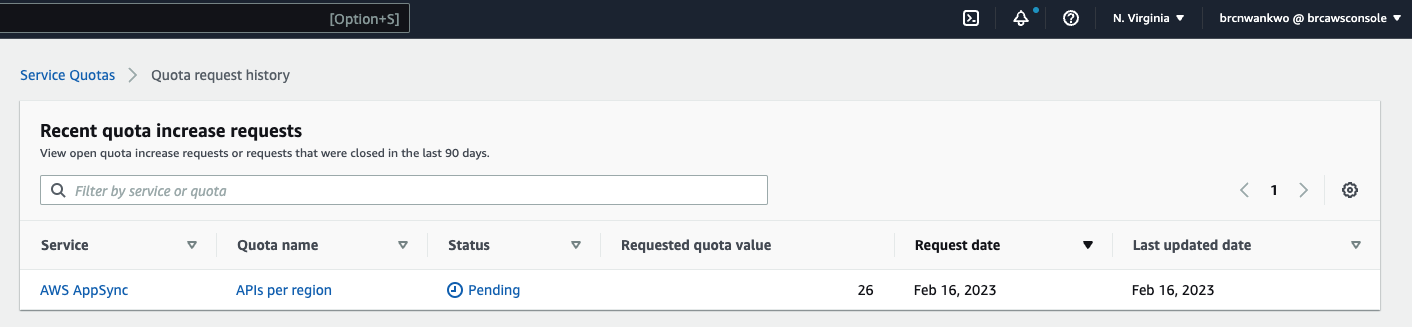 [Option+S]
N. Virginia
brcnwankwo @ brcawsconsole
Service Quotas
Quota request history
Recent quota increase requests
View open quota increase requests or requests that were closed in the last 90 days.
Filter by service or quota
1
Service Quota name Status Requested quota value Request date Last updated date
AWS AppSync APIs per region Pending 26 Feb 16, 2023 Feb 16, 2023